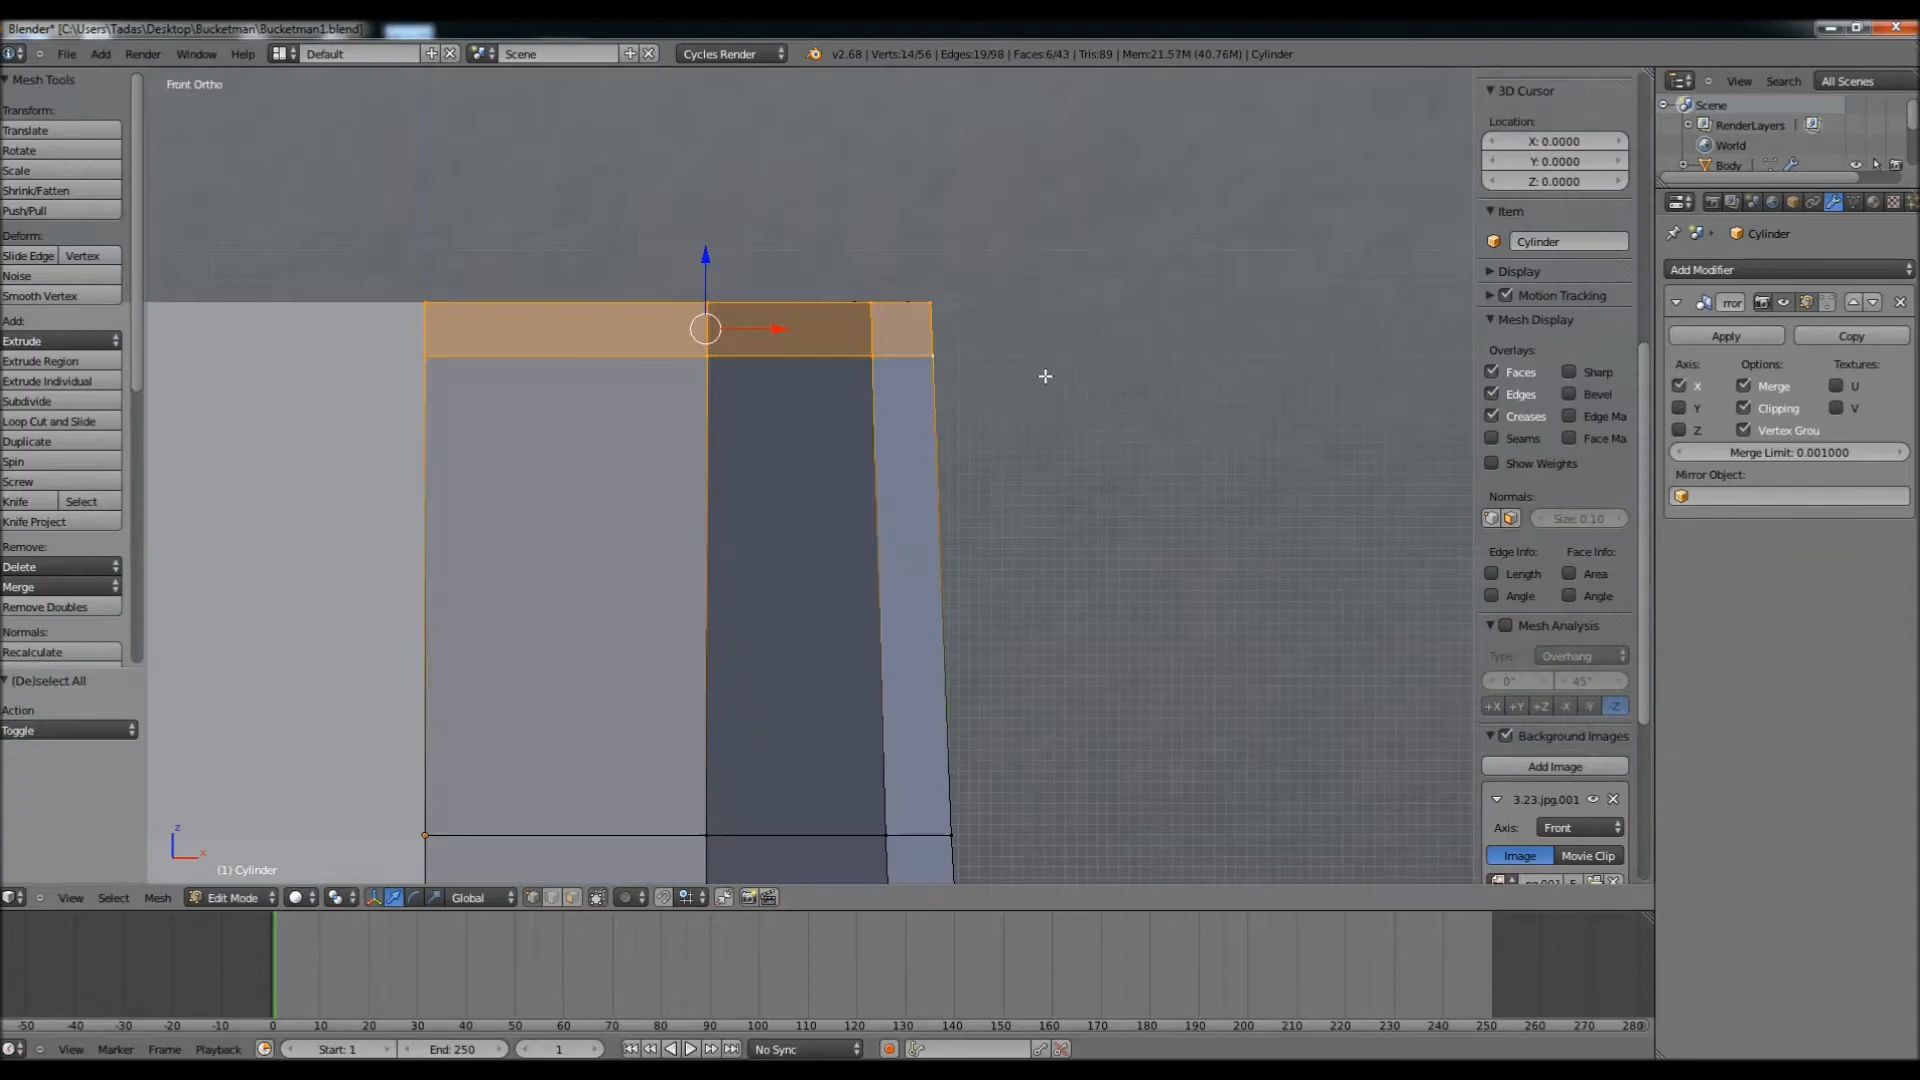 Blender* [C:\Users\Tadas\Desktop\Bucketman\Bucketman1.blend]
File Add Render Window Help Default Scene Cycles Render v2.68 | Verts:14/56 | Edges:19/98 | Faces:6/43 | Tris:89 | Mem:21.57M (40.76M) | Cylinder
Mesh Tools
Transform:
Translate
Rotate
Scale
Shrink/Fatten
Push/Pull
Deform:
Slide Edge Vertex
Noise
Smooth Vertex
Add:
Extrude
Extrude Region
Extrude Individual
Subdivide
Loop Cut and Slide
Duplicate
Spin
Screw
Knife Select
Knife Project
Remove:
Delete
Merge
Remove Doubles
Normals:
Recalculate
(De)select All
Action
Toggle
Front Ortho
z
x
(1) Cylinder
3D Cursor
Location:
X: 0.0000
Y: 0.0000
Z: 0.0000
Item
Cylinder
Display
Motion Tracking
Mesh Display
Overlays:
Faces Sharp
Edges Bevel
Creases Edge Ma
Seams Face Ma
Show Weights
Normals:
Size: 0.10
Edge Info: Face Info:
Length Area
Angle Angle
Mesh Analysis
Type: Overhang
0° 45°
+X +Y +Z -X -Y -Z
Background Images
Add Image
3.23.jpg.001
Axis: Front
Image Movie Clip
View Search All Scenes
Scene
RenderLayers
World
Body
Cylinder
Add Modifier
rror
Apply Copy
Axis: Options: Textures:
X Merge U
Y Clipping V
Z Vertex Grou
Merge Limit: 0.001000
Mirror Object:
View Select Mesh Edit Mode Global
-50 -40 -30 -20 -10 0 10 20 30 40 50 60 70 80 90 100 110 120 130 140 150 160 170 180 190 200 210 220 230 240 250 260 270 280
View Marker Frame Playback Start: 1 End: 250 1 No Sync